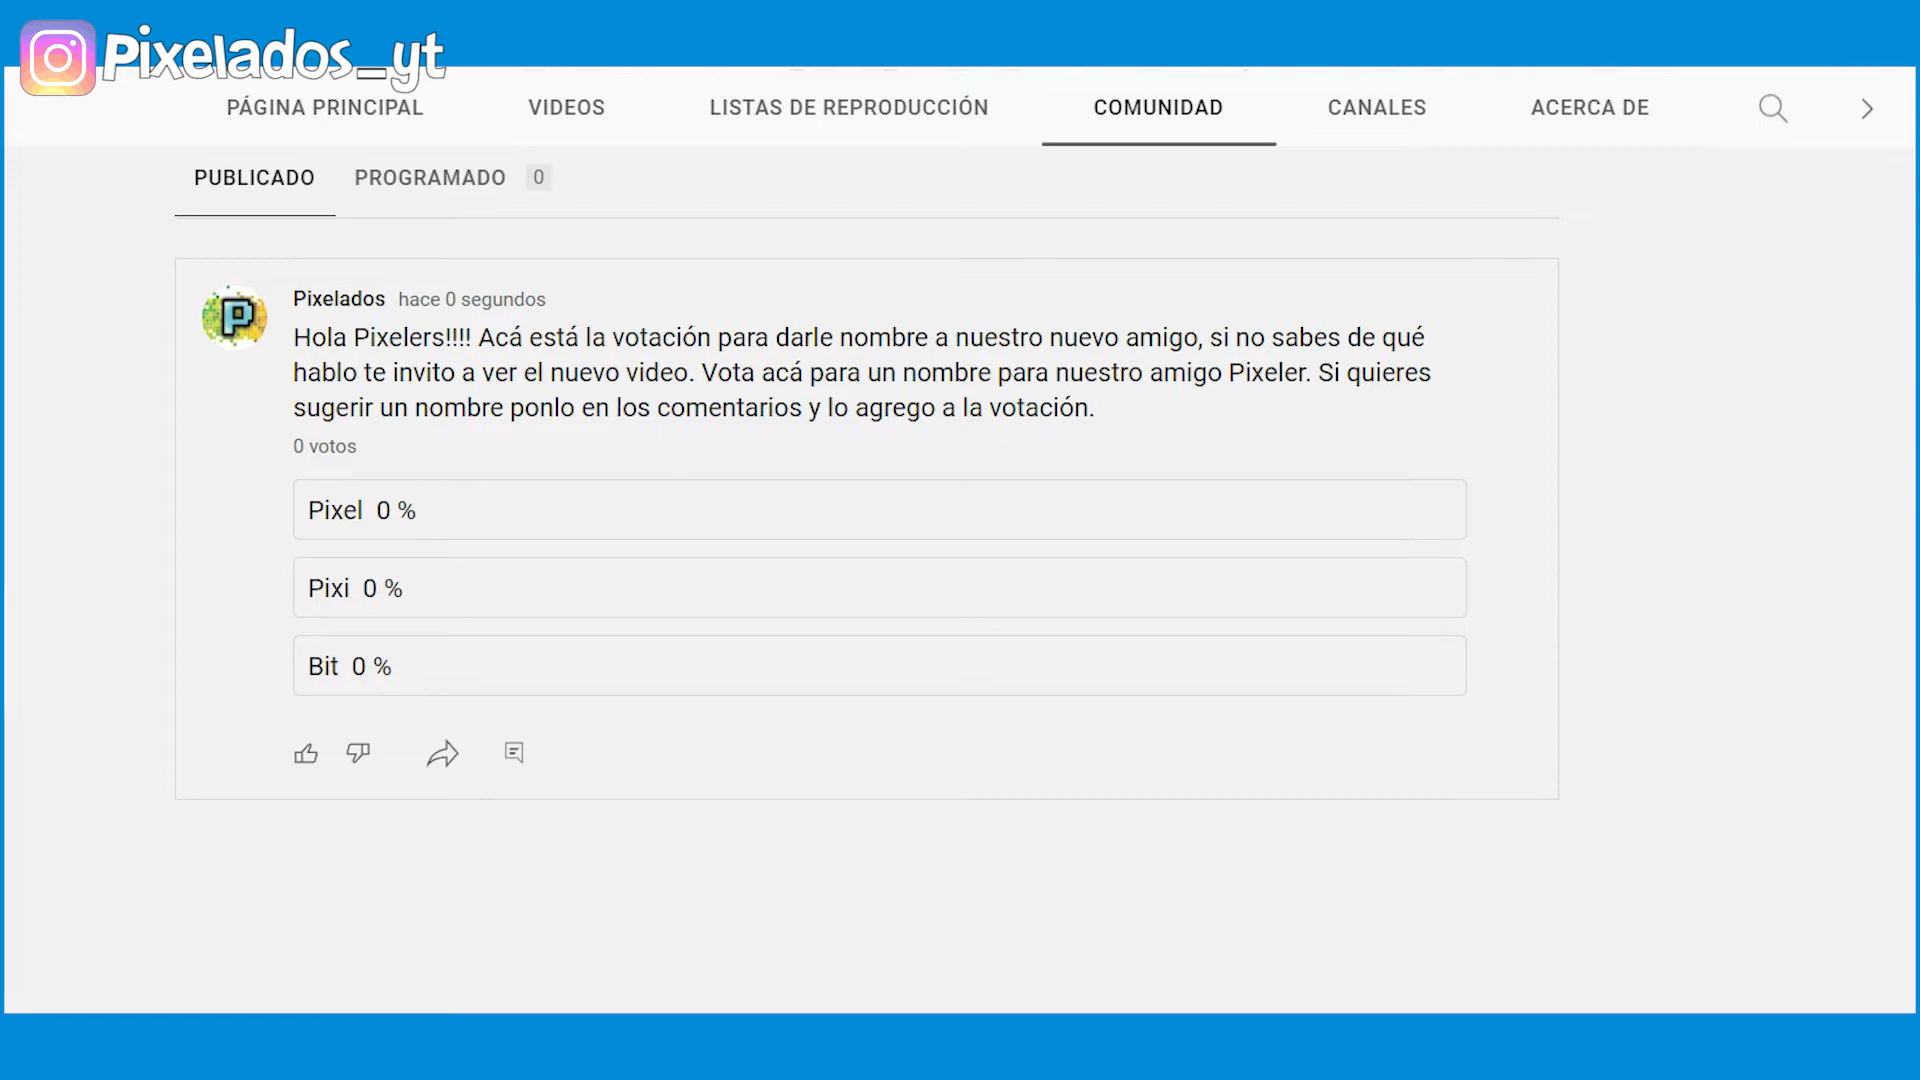 Pixelados_yt
PÁGINA PRINCIPAL VIDEOS LISTAS DE REPRODUCCIÓN COMUNIDAD CANALES ACERCA DE
PUBLICADO PROGRAMADO 0
P
Pixelados hace 0 segundos
Hola Pixelers!!!! Acá está la votación para darle nombre a nuestro nuevo amigo, si no sabes de qué
hablo te invito a ver el nuevo video. Vota acá para un nombre para nuestro amigo Pixeler. Si quieres
sugerir un nombre ponlo en los comentarios y lo agrego a la votación.
0 votos
Pixel 0 %
Pixi 0 %
Bit 0 %